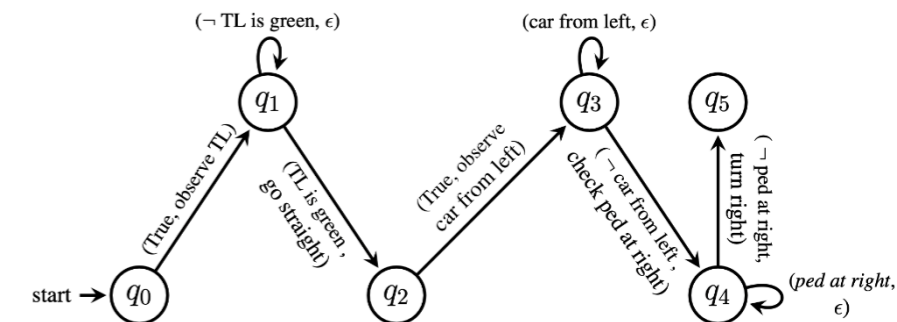 (¬ TL is green, ϵ)
(car from left, ϵ)
q1
q3
q5
(True, observe TL)
(TL is green ,
go straight)
(True, observe
car from left)
(¬ car from left ,
check ped at right)
(¬ ped at right,
turn right)
start
q0
q2
q4
(ped at right,
ϵ)